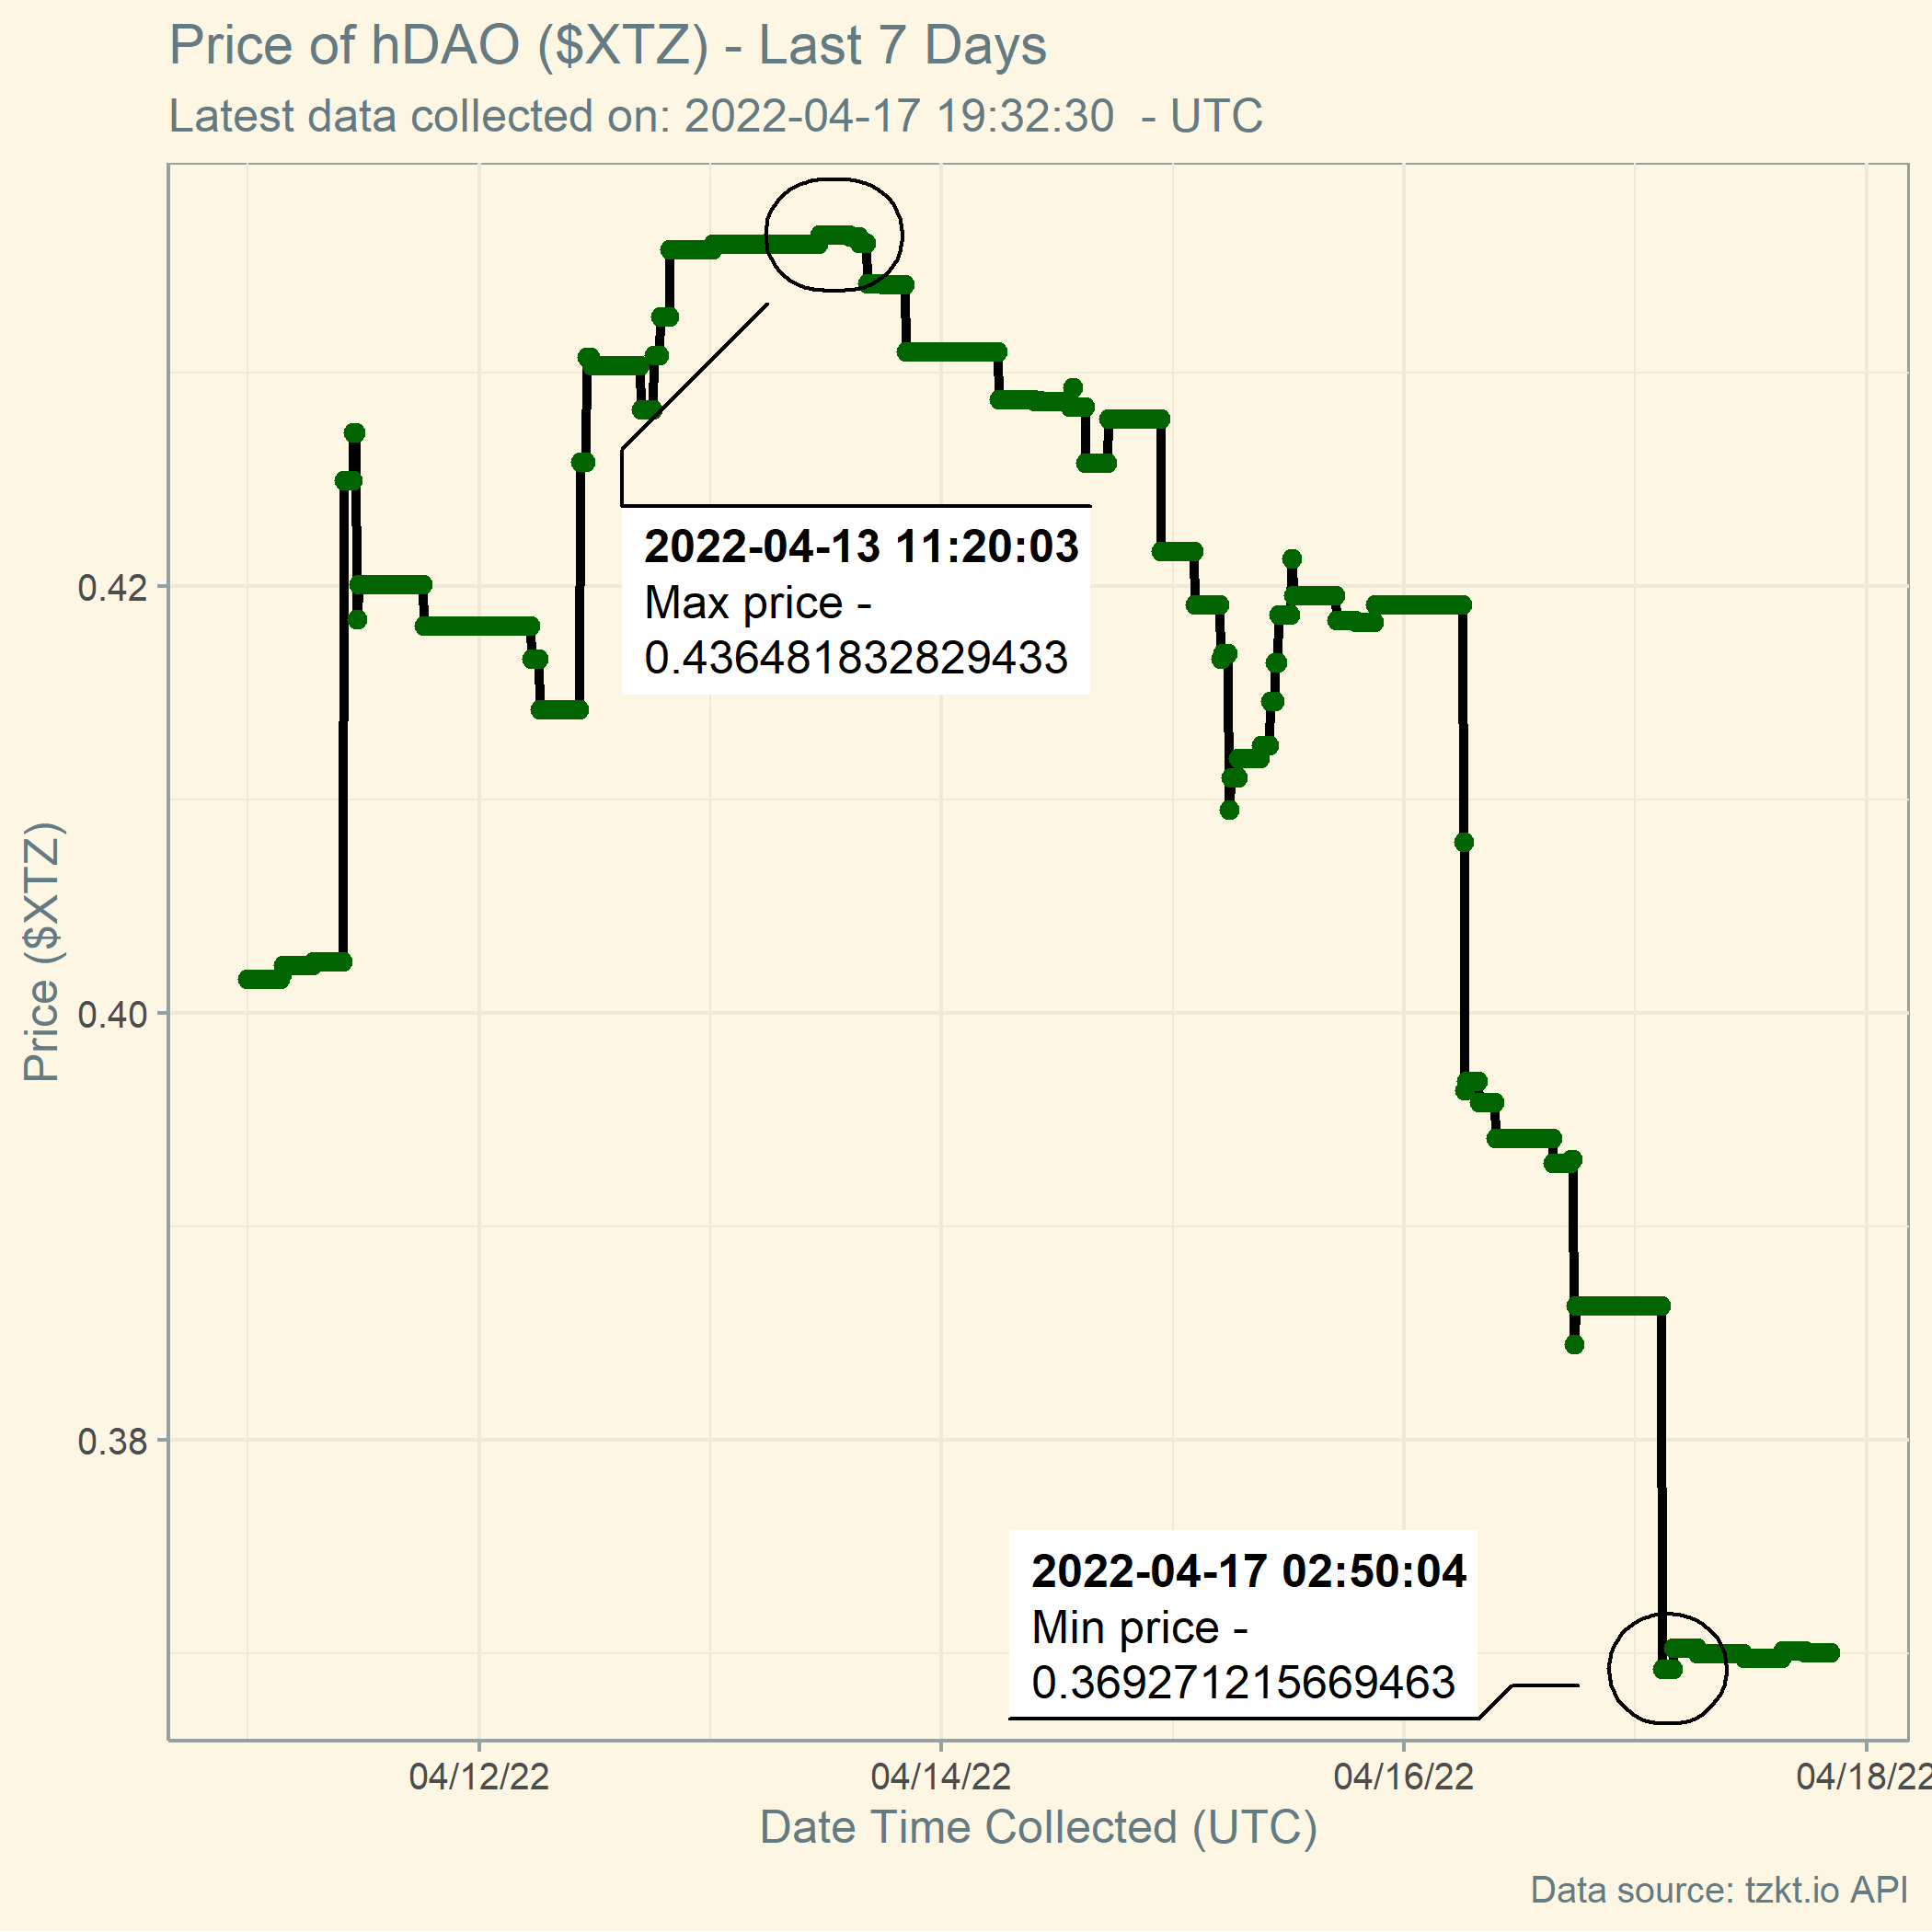 Price of hDAO ($XTZ) - Last 7 Days
Latest data collected on: 2022-04-17 19:32:30  - UTC
2022-04-13 11:20:03
Max price -
0.436481832829433
0.42
0.40
0.38
Price ($XTZ)
2022-04-17 02:50:04
Min price -
0.369271215669463
04/12/22
04/14/22
04/16/22
04/18/22
Date Time Collected (UTC)
Data source: tzkt.io API